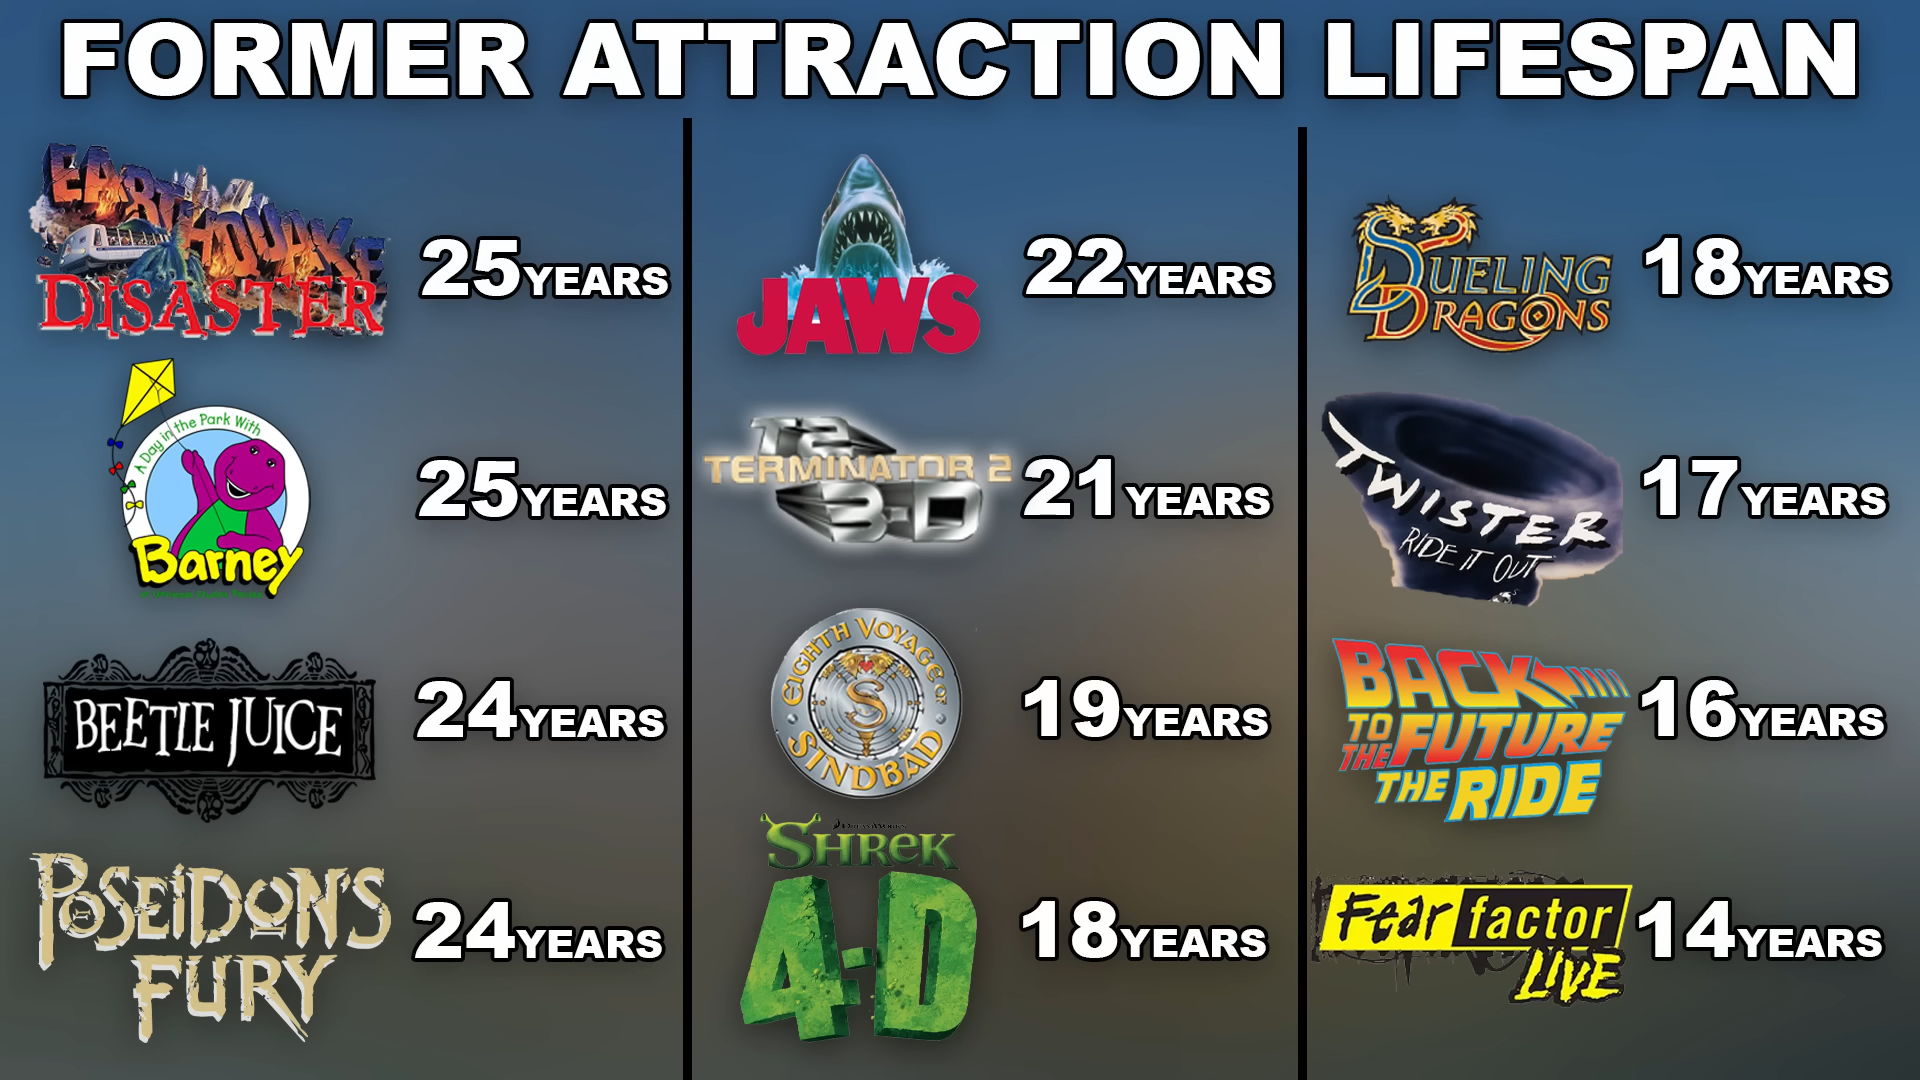 FORMER ATTRACTION LIFESPAN
EARTHQUAKE
DISASTER
25 YEARS
A Day in the Park With
Barney
25 YEARS
BEETLE JUICE
24 YEARS
POSEIDON'S
FURY
24 YEARS
JAWS
22 YEARS
T2
TERMINATOR 2
3-D
21 YEARS
EIGHTH VOYAGE OF
S
SINDBAD
19 YEARS
DREAMWORKS
SHREK
4-D
18 YEARS
DUELING
DRAGONS
18 YEARS
TWISTER
RIDE IT OUT
17 YEARS
BACK
TO
THE FUTURE
THE RIDE
16 YEARS
Fear factor
LIVE
14 YEARS